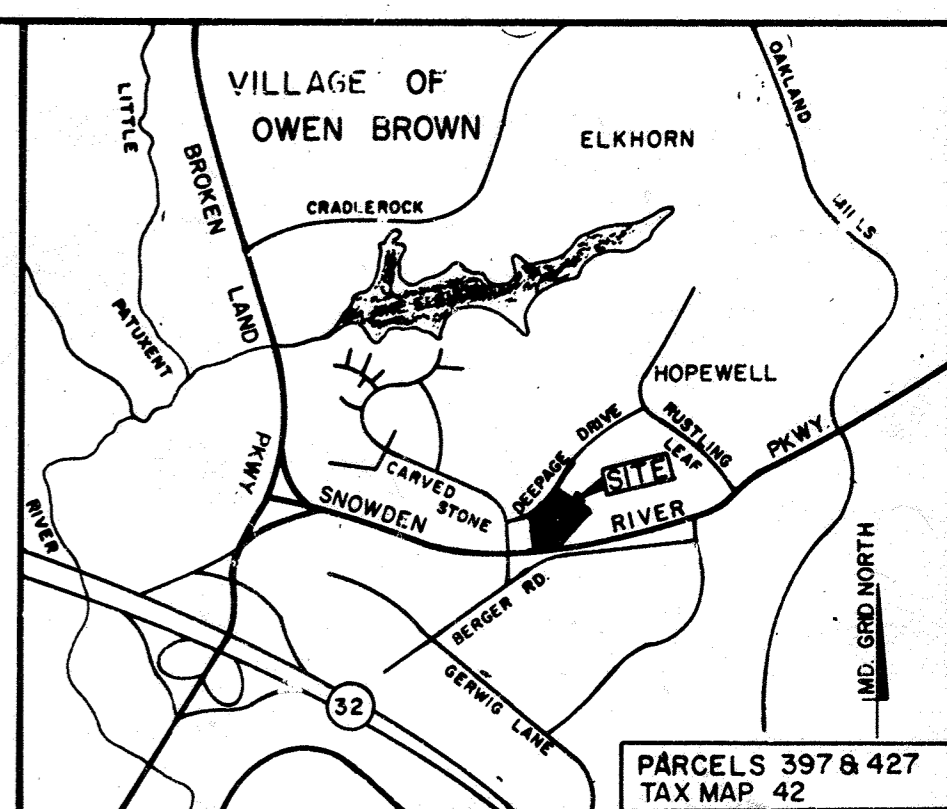 VILLAGE OF
OWEN BROWN
LITTLE
PATUXENT
RIVER
BROKEN
LAND
PKWY.
CRADLEROCK
ELKHORN
OAKLAND
HOPEWELL
DEEPAGE DRIVE
RUSTLING
LEAF
SITE
CARVED
STONE
SNOWDEN
RIVER
PKWY.
BERGER RD.
GERWIG LANE
32
MD. GRID NORTH
PARCELS 397 & 427
TAX MAP 42